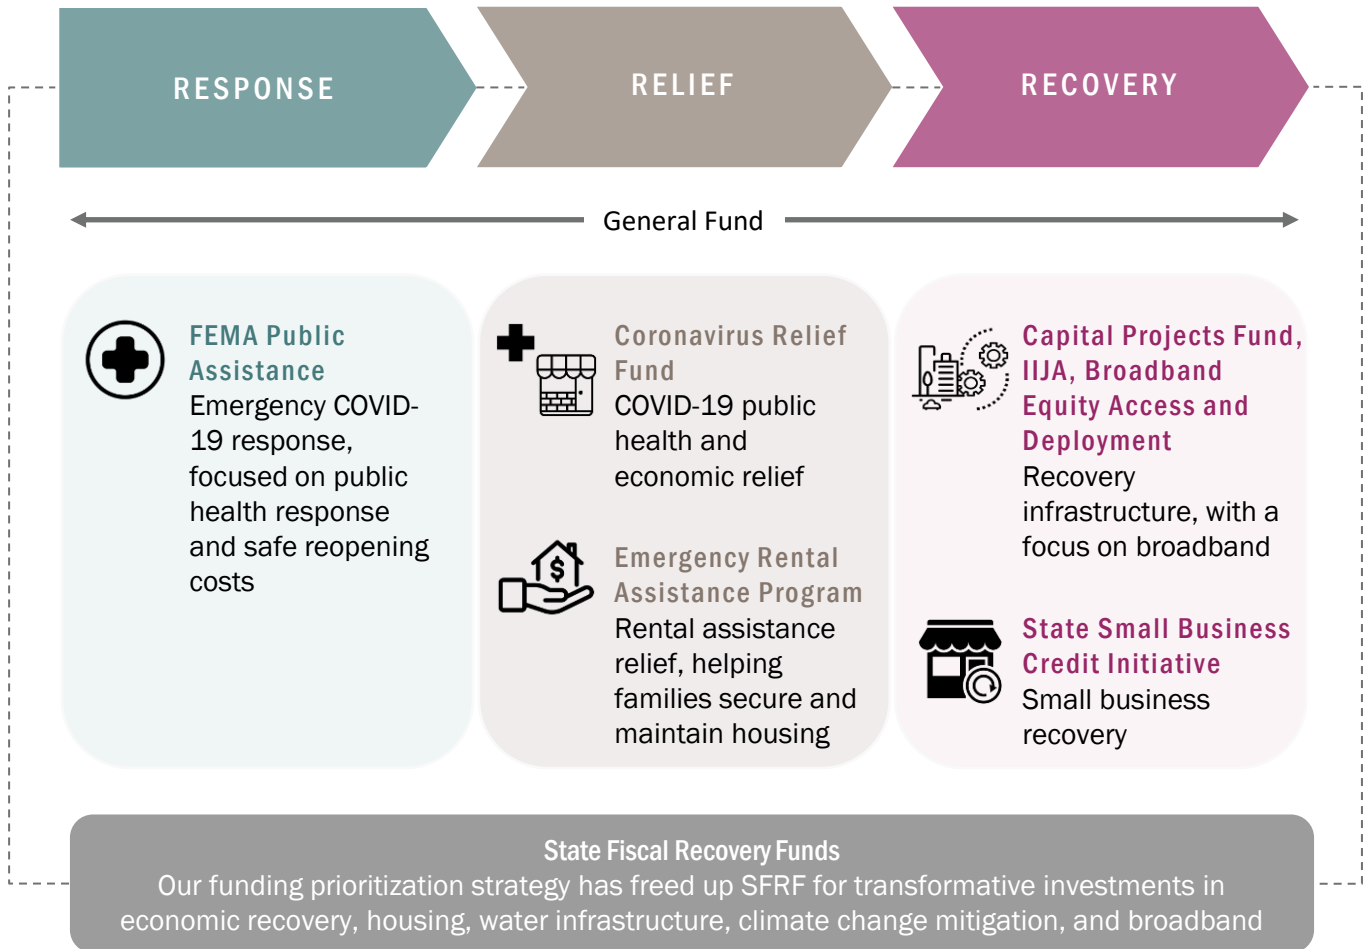 RESPONSE
RELIEF
RECOVERY
General Fund
FEMA Public
Assistance
Emergency COVID-
19 response,
focused on public
health response
and safe reopening
costs
Coronavirus Relief
Fund
COVID-19 public
health and
economic relief
$
Emergency Rental
Assistance Program
Rental assistance
relief, helping
families secure and
maintain housing
Capital Projects Fund,
IIJA, Broadband
Equity Access and
Deployment
Recovery
infrastructure, with a
focus on broadband
State Small Business
Credit Initiative
Small business
recovery
State Fiscal Recovery Funds
Our funding prioritization strategy has freed up SFRF for transformative investments in
economic recovery, housing, water infrastructure, climate change mitigation, and broadband